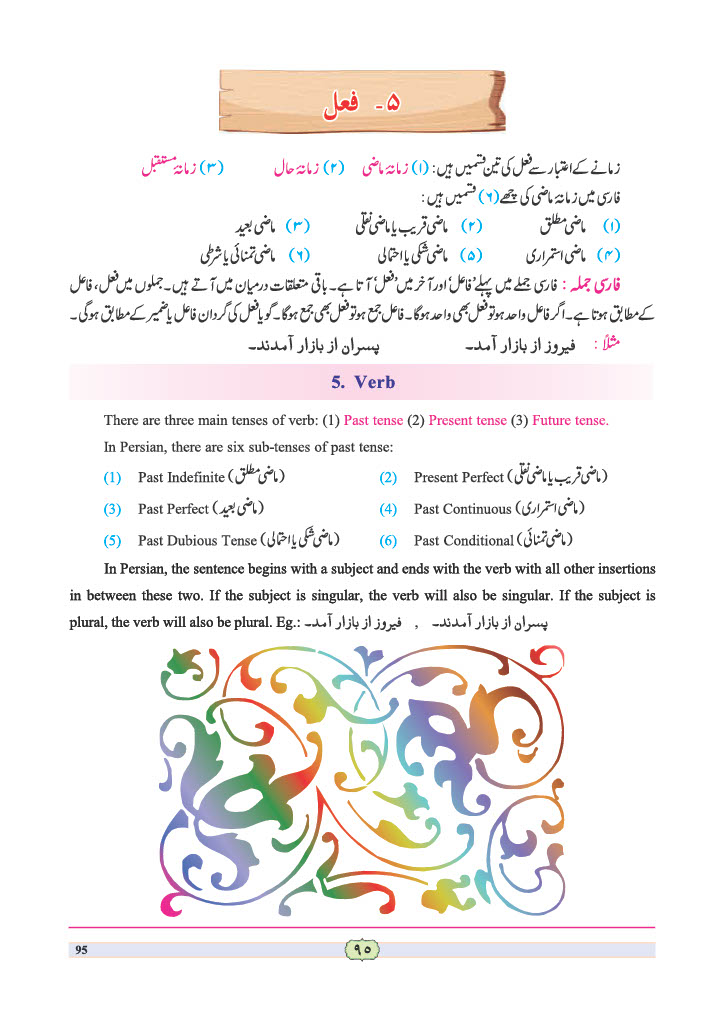 ۵- فعل
زمانے کے اعتبار سے فعل کی تین قسمیں ہیں: (۱) زمانۂ ماضی (۲) زمانۂ حال (۳) زمانۂ مستقبل
فارسی میں زمانۂ ماضی کی چھے (۶) قسمیں ہیں:
(۱) ماضی مطلق (۲) ماضی قریب یا ماضی نقلی (۳) ماضی بعید
(۴) ماضی استمراری (۵) ماضی شکی یا احتمالی (۶) ماضی تمنائی یا شرطی
فارسی جملہ : فارسی جملے میں پہلے ’فاعل‘ اور آخر میں ’فعل‘ آتا ہے۔ باقی متعلقات درمیان میں آتے ہیں۔ جملوں میں فعل، فاعل
کے مطابق ہوتا ہے۔ اگر فاعل واحد ہو تو فعل بھی واحد ہوگا۔ فاعل جمع ہو تو فعل بھی جمع ہوگا۔ گویا فعل کی گردان فاعل یا ضمیر کے مطابق ہوگی۔
مثلاً : فیروز از بازار آمد۔ پسران از بازار آمدند۔
5. Verb
There are three main tenses of verb: (1) Past tense (2) Present tense (3) Future tense.
In Persian, there are six sub-tenses of past tense:
(1) Past Indefinite (ماضی مطلق) (2) Present Perfect (ماضی قریب یا ماضی نقلی)
(3) Past Perfect (ماضی بعید) (4) Past Continuous (ماضی استمراری)
(5) Past Dubious Tense (ماضی شکی یا احتمالی) (6) Past Conditional (ماضی تمنائی)
In Persian, the sentence begins with a subject and ends with the verb with all other insertions
in between these two. If the subject is singular, the verb will also be singular. If the subject is
plural, the verb will also be plural. Eg.: فیروز از بازار آمد۔ , پسران از بازار آمدند۔
95 ۹۵